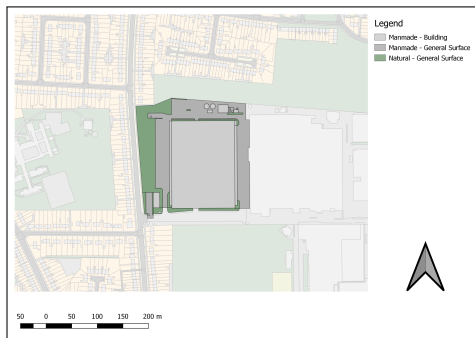 Legend
Manmade - Building
Manmade - General Surface
Natural - General Surface
50 0 50 100 150 200 m